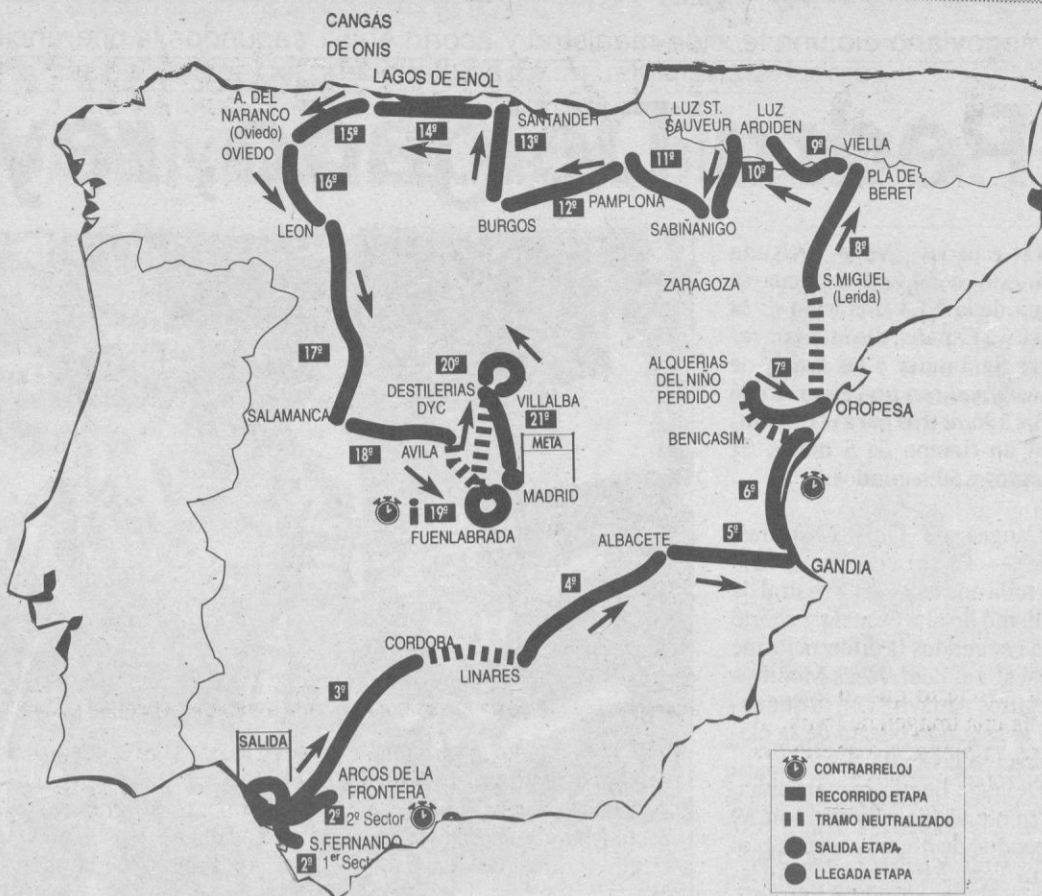 CANGAS
DE ONIS
LAGOS DE ENOL
A. DEL
NARANCO
(Oviedo)
OVIEDO
15º
14º
SANTANDER
13º
LUZ ST.
SAUVEUR
LUZ
ARDIDEN
9º
VIELLA
16º
11º
10º
PLA DE
BERET
LEON
BURGOS
12º
PAMPLONA
SABIÑANIGO
8º
ZARAGOZA
S.MIGUEL
(Lerida)
17º
20º
DESTILERIAS
DYC
VILLALBA
21º
META
ALQUERIAS
DEL NIÑO
PERDIDO
7º
OROPESA
SALAMANCA
18º
AVILA
MADRID
BENICASIM
6º
i
19º
FUENLABRADA
ALBACETE
5º
GANDIA
4º
CORDOBA
LINARES
3º
SALIDA
ARCOS DE LA
FRONTERA
2º 2º Sector
S.FERNANDO
2º 1er Sect
CONTRARRELOJ
RECORRIDO ETAPA
TRAMO NEUTRALIZADO
SALIDA ETAPA
LLEGADA ETAPA